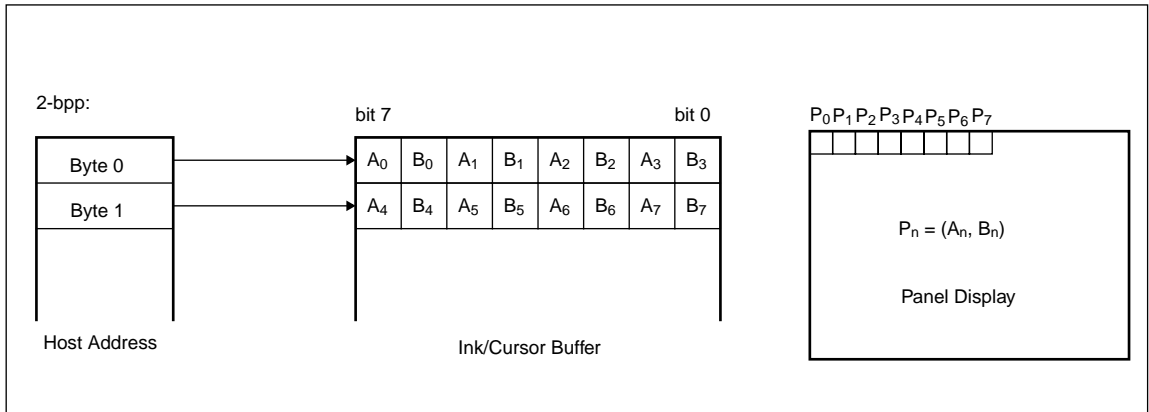 2-bpp:
bit 7 bit 0
P0 P1 P2 P3 P4 P5 P6 P7
Byte 0 A0 B0 A1 B1 A2 B2 A3 B3
Byte 1 A4 B4 A5 B5 A6 B6 A7 B7
Pn = (An, Bn)
Panel Display
Host Address
Ink/Cursor Buffer